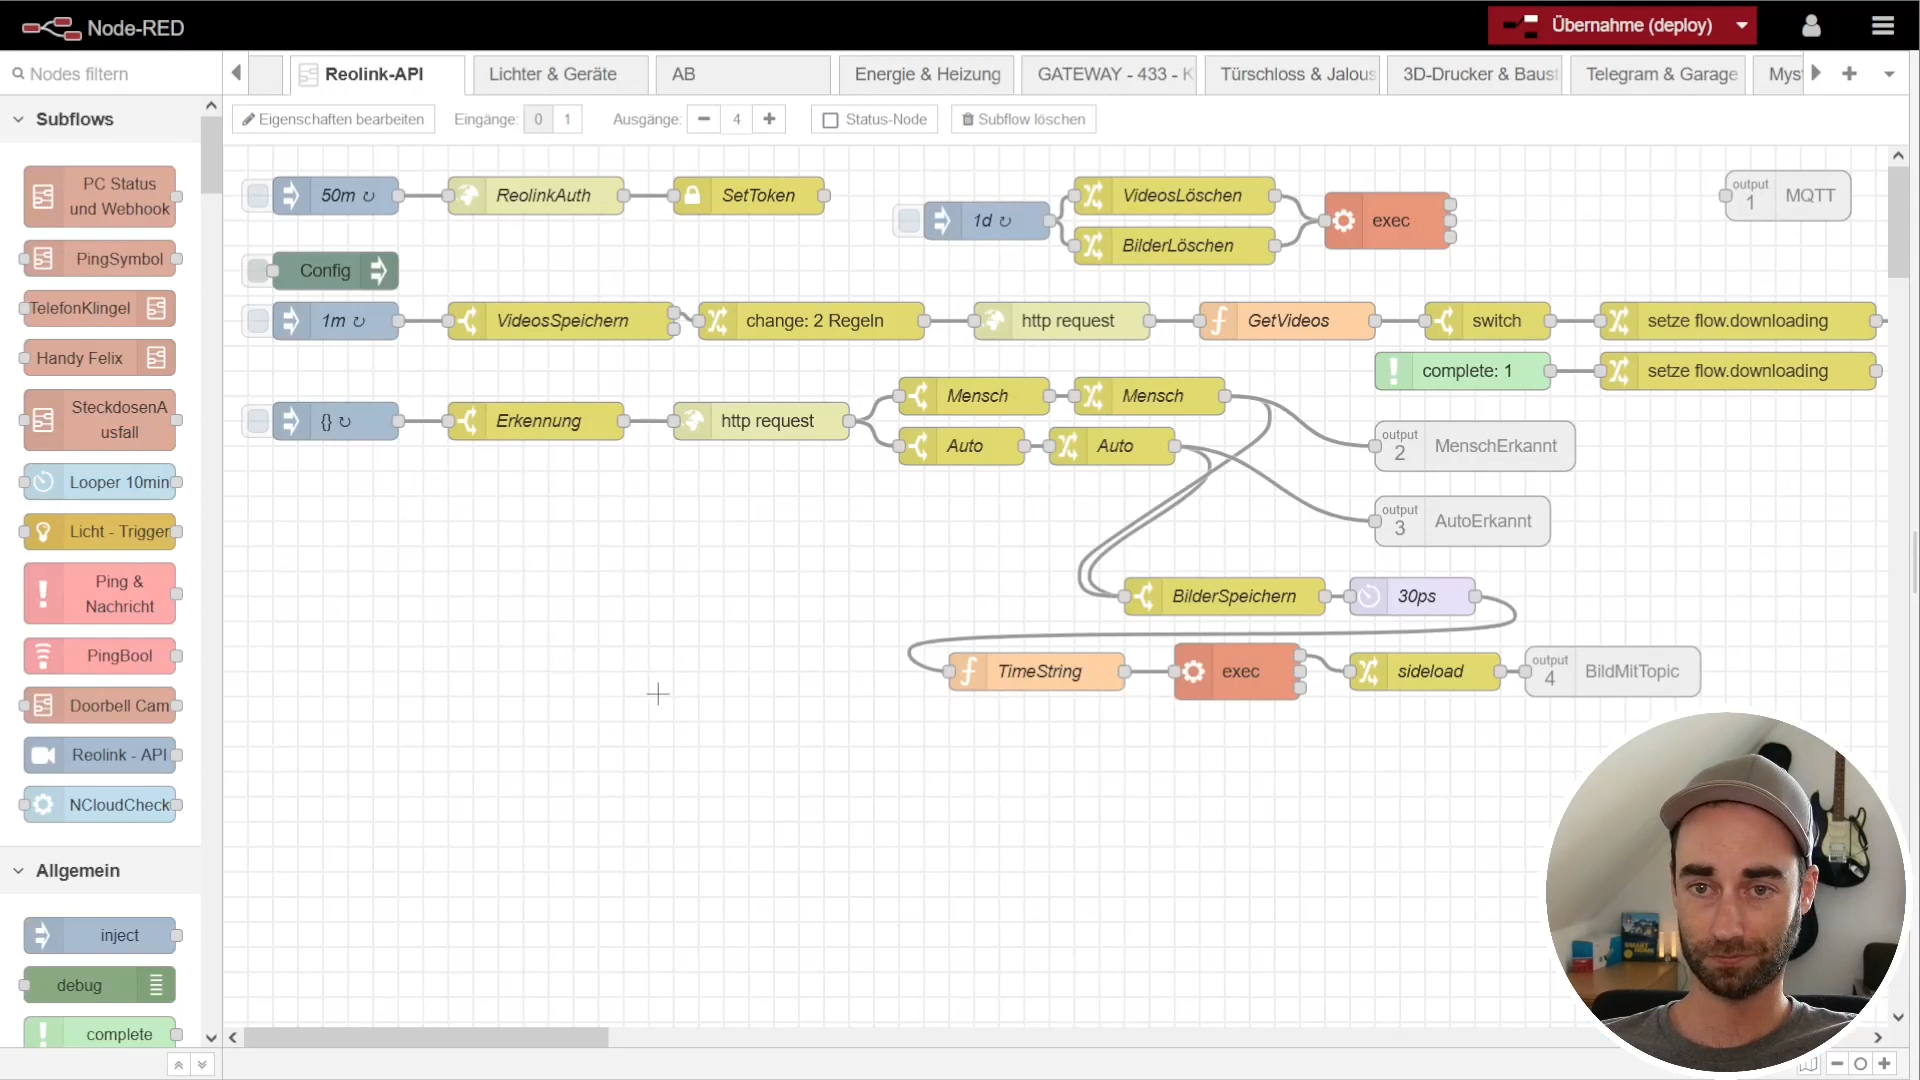 Node-RED
Übernahme (deploy)
Nodes filtern
Reolink-API
Lichter & Geräte
AB
Energie & Heizung
GATEWAY - 433 - K
Türschloss & Jalous
3D-Drucker & Baust
Telegram & Garage
Myst
Eigenschaften bearbeiten
Eingänge:
0
1
Ausgänge:
4
Status-Node
Subflow löschen
Subflows
PC Status
und Webhook
PingSymbol
TelefonKlingel
Handy Felix
SteckdosenA
usfall
Looper 10min
Licht - Trigger
Ping &
Nachricht
PingBool
Doorbell Cam
Reolink - API
NCloudCheck
Allgemein
inject
debug
complete
50m ↻
ReolinkAuth
SetToken
1d ↻
VideosLöschen
BilderLöschen
exec
output
1
MQTT
Config
1m ↻
VideosSpeichern
change: 2 Regeln
http request
GetVideos
switch
setze flow.downloading
complete: 1
setze flow.downloading
{} ↻
Erkennung
http request
Mensch
Mensch
Auto
Auto
output
2
MenschErkannt
output
3
AutoErkannt
BilderSpeichern
30ps
TimeString
exec
sideload
output
4
BildMitTopic
SMART
HOME